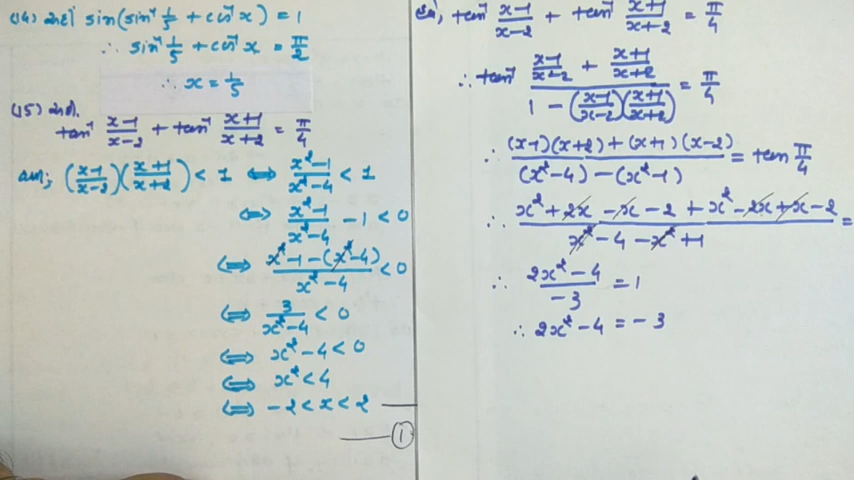 (14) અહીં sin(sin⁻¹ 1/5 + cos⁻¹ x) = 1
∴ sin⁻¹ 1/5 + cos⁻¹ x = π/2
∴ x = 1/5
(15) અહીં.
tan⁻¹ (x-1)/(x-2) + tan⁻¹ (x+1)/(x+2) = π/4
((x-1)/(x-2))((x+1)/(x+2)) < 1 ⟺ (x²-1)/(x²-4) < 1
⟺ (x²-1)/(x²-4) - 1 < 0
⟺ (x²-1-(x²-4))/(x²-4) < 0
⟺ 3/(x²-4) < 0
⟺ x²-4 < 0
⟺ x² < 4
⟺ -2 < x < 2 —
— ①
tan⁻¹ (x-1)/(x-2) + tan⁻¹ (x+1)/(x+2) = π/4
∴ tan⁻¹ ((x-1)/(x-2) + (x+1)/(x+2))/(1 - ((x-1)/(x-2))((x+1)/(x+2))) = π/4
∴ ((x-1)(x+2) + (x+1)(x-2))/((x²-4) - (x²-1)) = tan π/4
∴ (x² + 2x - x - 2 + x² - 2x + x - 2)/(x² - 4 - x² + 1) =
∴ (2x² - 4)/(-3) = 1
∴ 2x² - 4 = -3